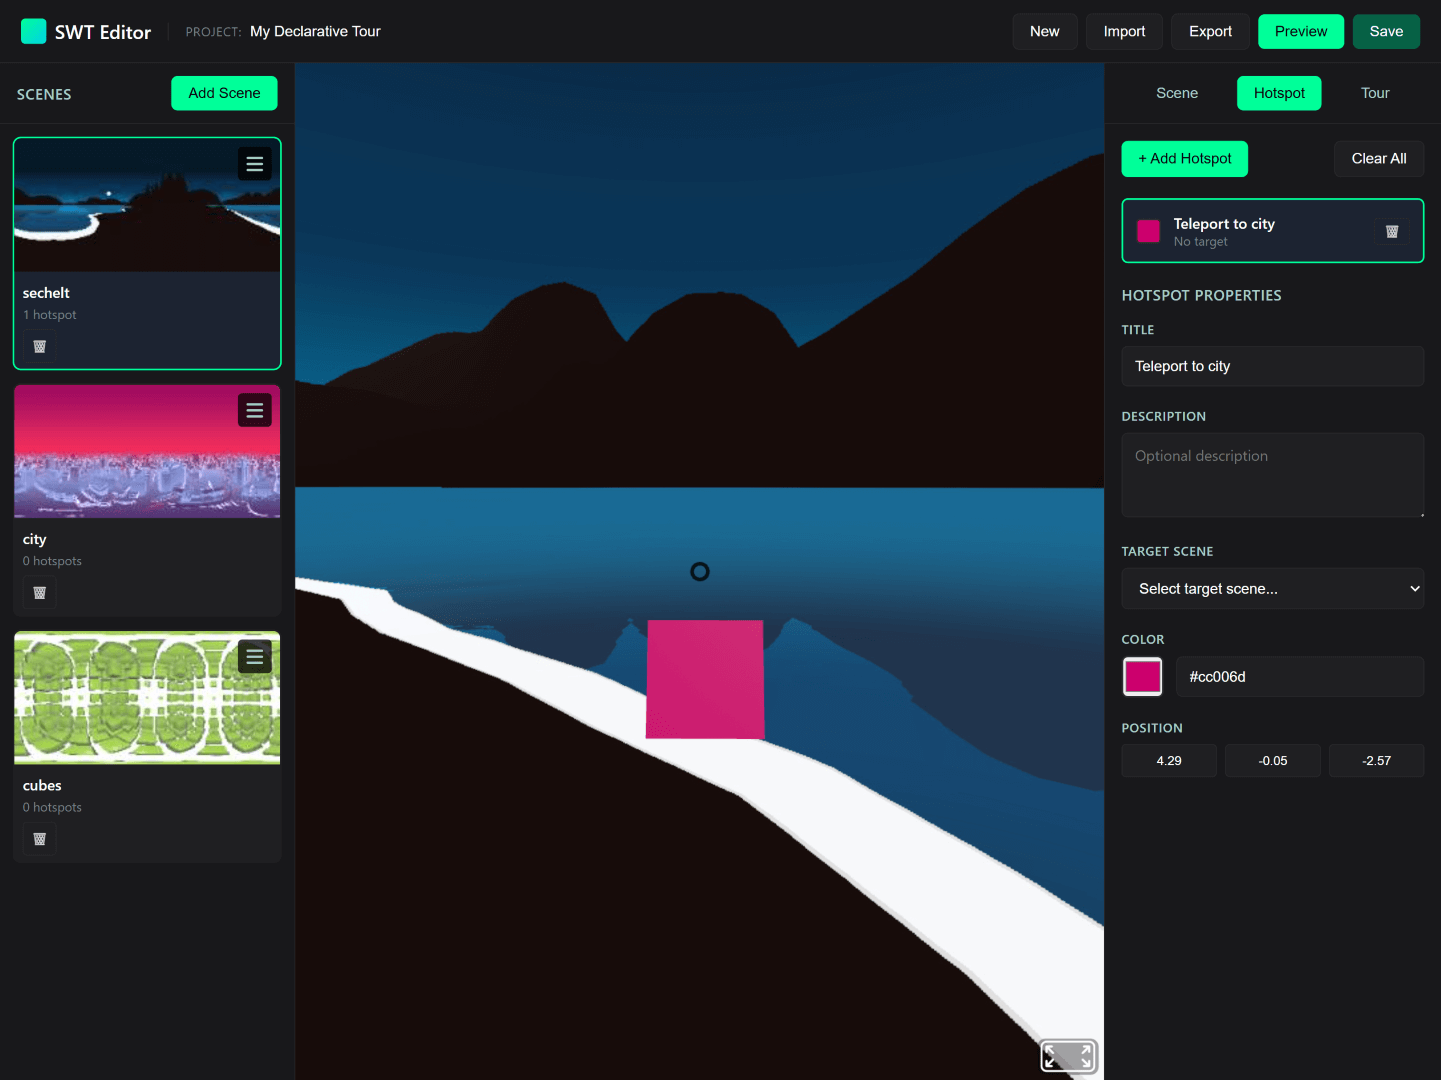 SWT Editor
PROJECT: My Declarative Tour
New
Import
Export
Preview
Save
SCENES
Add Scene
sechelt
1 hotspot
city
0 hotspots
cubes
0 hotspots
Scene
Hotspot
Tour
+ Add Hotspot
Clear All
Teleport to city
No target
HOTSPOT PROPERTIES
TITLE
Teleport to city
DESCRIPTION
Optional description
TARGET SCENE
Select target scene...
COLOR
#cc006d
POSITION
4.29
-0.05
-2.57